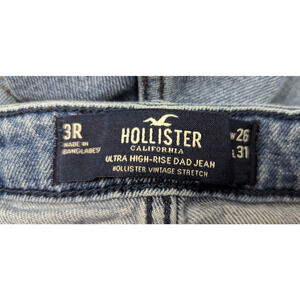 3R
MADE IN
BANGLADESH
HOLLISTER
CALIFORNIA
ULTRA HIGH-RISE DAD JEAN
HOLLISTER VINTAGE STRETCH
W 26
L 31